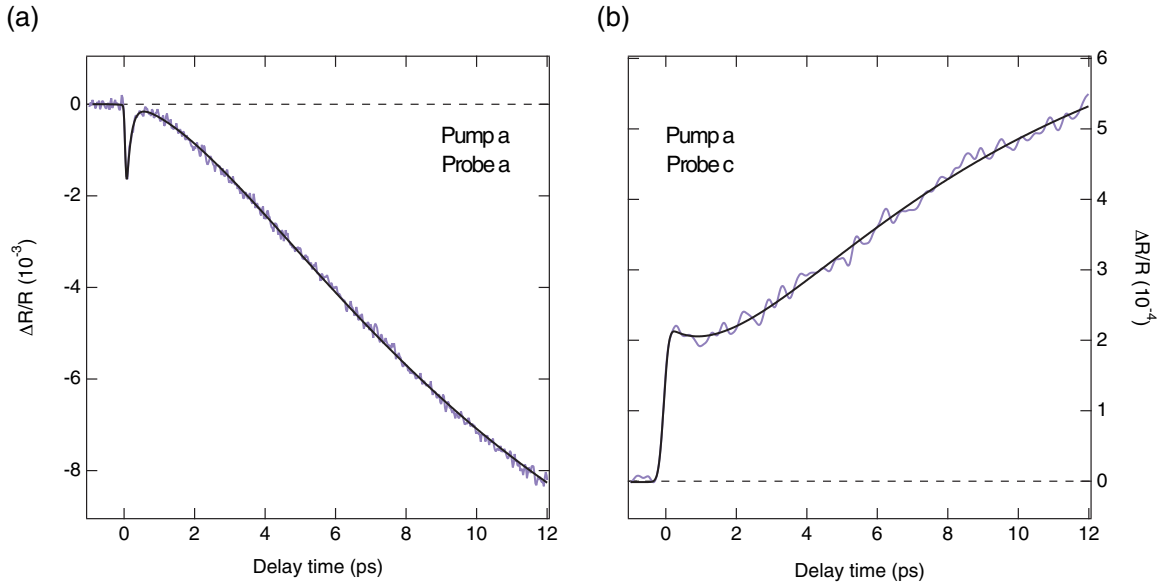 (a)
(b)
0
-2
-4
-6
-8
ΔR/R (10⁻³)
Pump a
Probe a
0 2 4 6 8 10 12
Delay time (ps)
Pump a
Probe c
6
5
4
3
2
1
0
ΔR/R (10⁻⁴)
0 2 4 6 8 10 12
Delay time (ps)